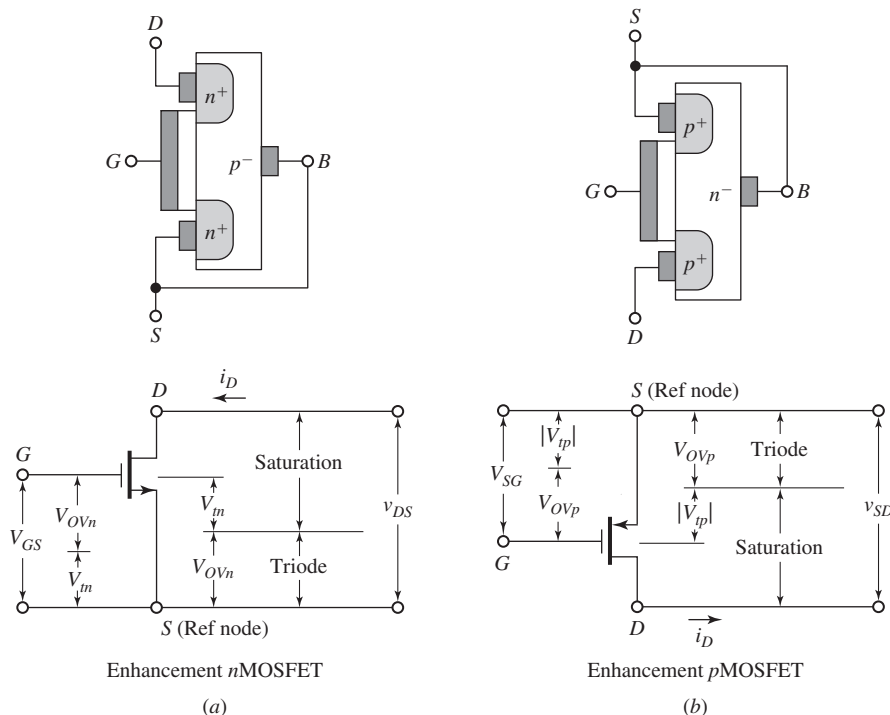 D
n+
G
p−
B
n+
S
S
p+
G
n−
B
p+
D
iD
D
G
Saturation
Vtn
VOVn
vDS
VGS
VOVn
Triode
Vtn
S (Ref node)
Enhancement nMOSFET
(a)
S (Ref node)
|Vtp|
VOVp
Triode
VSG
VOVp
|Vtp|
vSD
G
Saturation
D
iD
Enhancement pMOSFET
(b)